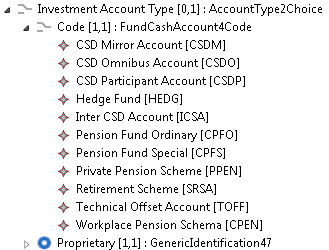 Investment Account Type [0,1] : AccountType2Choice
Code [1,1] : FundCashAccount4Code
CSD Mirror Account [CSDM]
CSD Omnibus Account [CSDO]
CSD Participant Account [CSDP]
Hedge Fund [HEDG]
Inter CSD Account [ICSA]
Pension Fund Ordinary [CPFO]
Pension Fund Special [CPFS]
Private Pension Scheme [PPEN]
Retirement Scheme [SRSA]
Technical Offset Account [TOFF]
Workplace Pension Schema [CPEN]
Proprietary [1,1] : GenericIdentification47